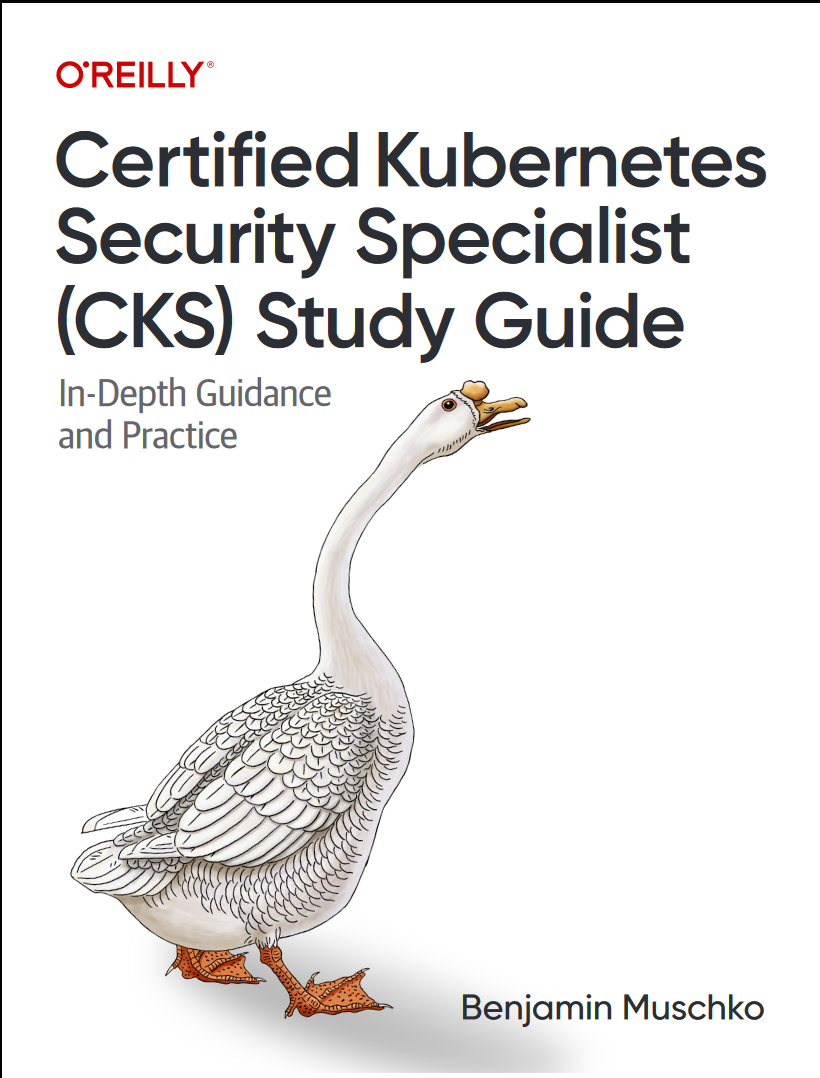 O'REILLY®
Certified Kubernetes
Security Specialist
(CKS) Study Guide
In-Depth Guidance
and Practice
Benjamin Muschko